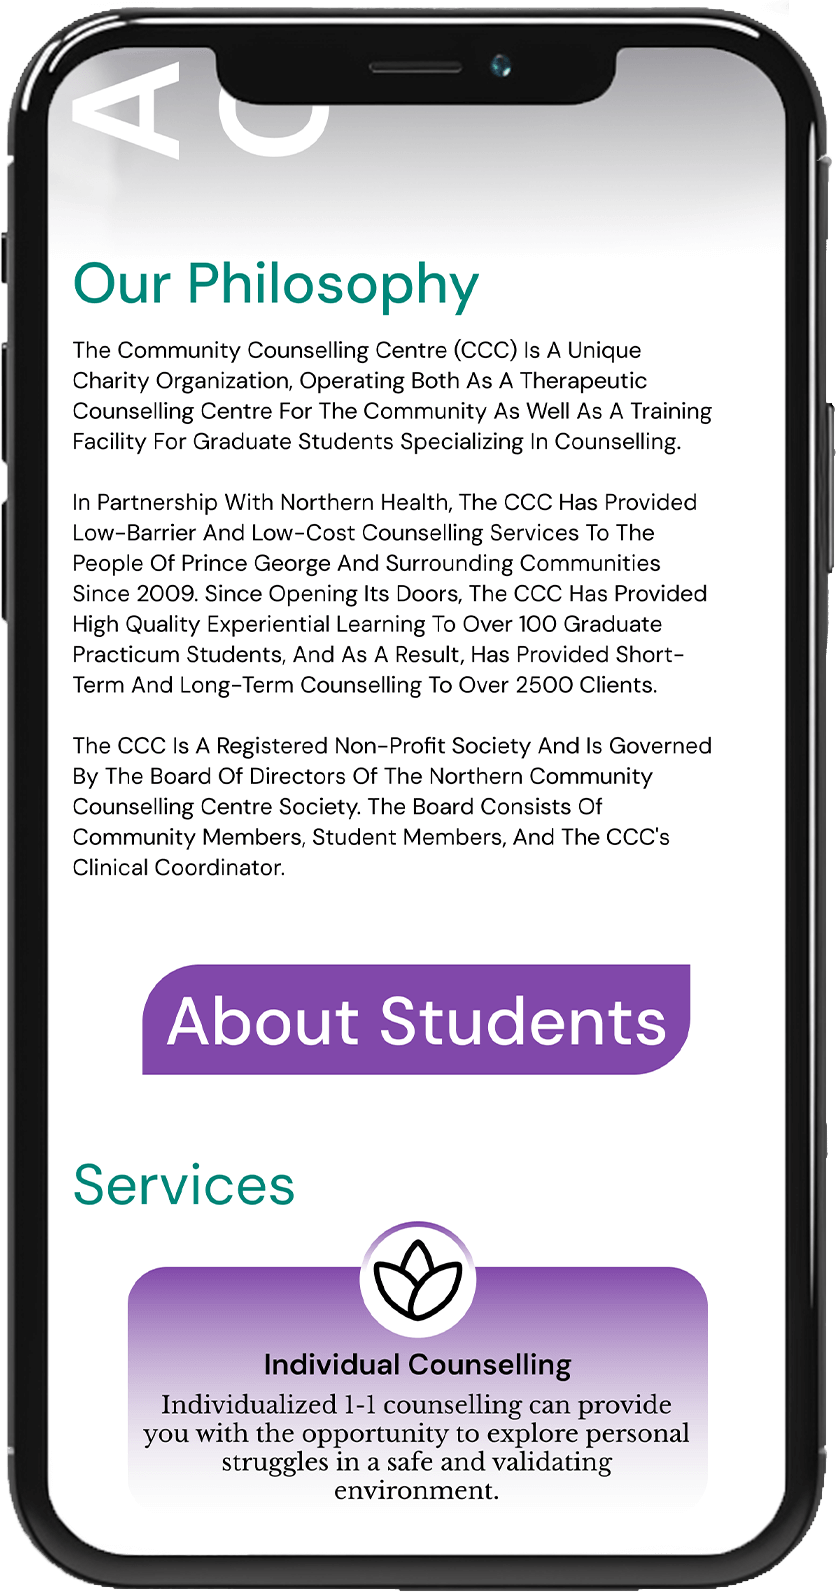 A
Our Philosophy
The Community Counselling Centre (CCC) Is A Unique
Charity Organization, Operating Both As A Therapeutic
Counselling Centre For The Community As Well As A Training
Facility For Graduate Students Specializing In Counselling.
In Partnership With Northern Health, The CCC Has Provided
Low-Barrier And Low-Cost Counselling Services To The
People Of Prince George And Surrounding Communities
Since 2009. Since Opening Its Doors, The CCC Has Provided
High Quality Experiential Learning To Over 100 Graduate
Practicum Students, And As A Result, Has Provided Short-
Term And Long-Term Counselling To Over 2500 Clients.
The CCC Is A Registered Non-Profit Society And Is Governed
By The Board Of Directors Of The Northern Community
Counselling Centre Society. The Board Consists Of
Community Members, Student Members, And The CCC's
Clinical Coordinator.
About Students
Services
Individual Counselling
Individualized 1-1 counselling can provide
you with the opportunity to explore personal
struggles in a safe and validating
environment.